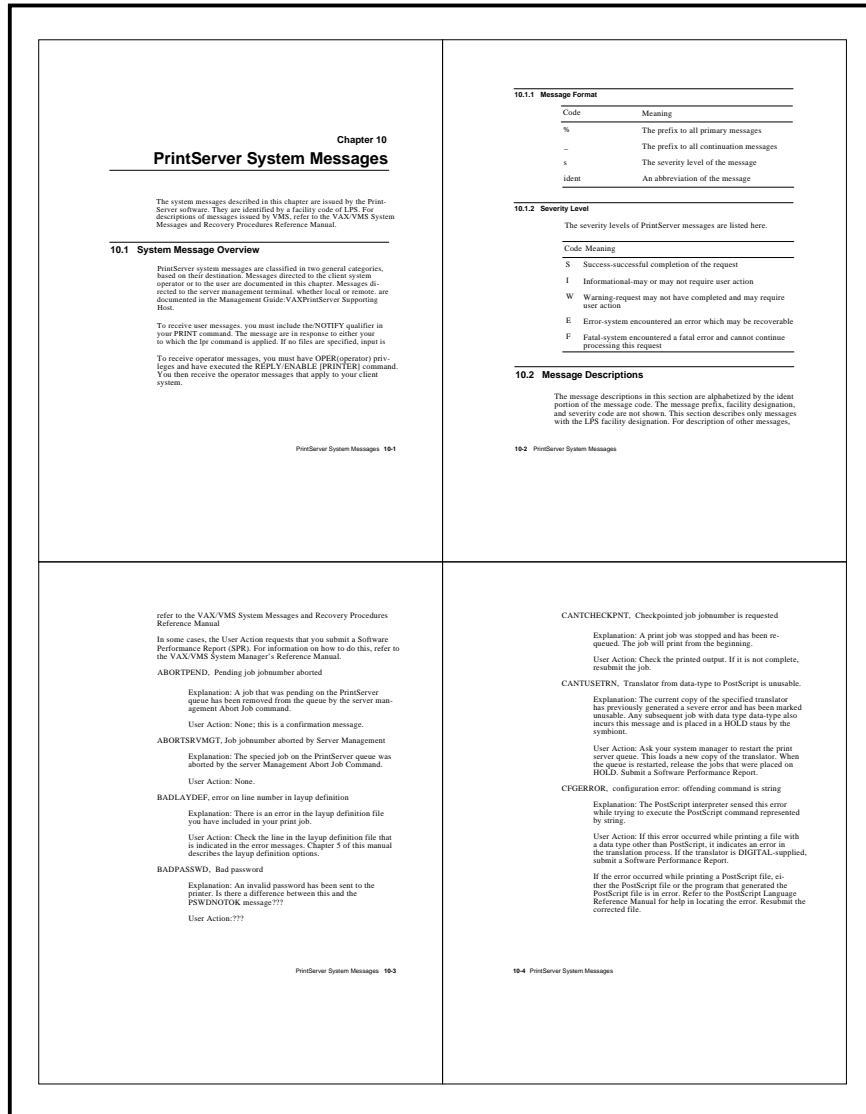 Chapter 10
PrintServer System Messages
The system messages described in this chapter are issued by the Print-
Server software. They are identified by a facility code of LPS. For
descriptions of messages issued by VMS, refer to the VAX/VMS System
Messages and Recovery Procedures Reference Manual.
10.1 System Message Overview
PrintServer system messages are classified in two general categories,
based on their destination. Messages directed to the client system
operator or to the user are documented in this chapter. Messages di-
rected to the server management terminal. whether local or remote. are
documented in the Management Guide:VAXPrintServer Supporting
Host.
To receive user messages, you must include the/NOTIFY qualifier in
your PRINT command. The message are in response to either your
to which the lpr command is applied. If no files are specified, input is
To receive operator messages, you must have OPER(operator) priv-
leges and have executed the REPLY/ENABLE [PRINTER] command.
You then receive the operator messages that apply to your client
system.
PrintServer System Messages 10-1
10.1.1 Message Format
Code Meaning
% The prefix to all primary messages
_ The prefix to all continuation messages
s The severity level of the message
ident An abbreviation of the message
10.1.2 Severity Level
The severity levels of PrintServer messages are listed here.
Code Meaning
S Success-successful completion of the request
I Informational-may or may not require user action
W Warning-request may not have completed and may require
user action
E Error-system encountered an error which may be recoverable
F Fatal-system encountered a fatal error and cannot continue
processing this request
10.2 Message Descriptions
The message descriptions in this section are alphabetized by the ident
portion of the message code. The message prefix, facility designation,
and severity code are not shown. This section describes only messages
with the LPS facility designation. For description of other messages,
10-2 PrintServer System Messages
refer to the VAX/VMS System Messages and Recovery Procedures
Reference Manual
In some cases, the User Action requests that you submit a Software
Performance Report (SPR). For information on how to do this, refer to
the VAX/VMS System Manager's Reference Manual.
ABORTPEND, Pending job jobnumber aborted
Explanation: A job that was pending on the PrintServer
queue has been removed from the queue by the server man-
agement Abort Job command.
User Action: None; this is a confirmation message.
ABORTSRVMGT, Job jobnumber aborted by Server Management
Explanation: The specied job on the PrintServer queue was
aborted by the server Management Abort Job Command.
User Action: None.
BADLAYDEF, error on line number in layup definition
Explanation: There is an error in the layup definition file
you have included in your print job.
User Action: Check the line in the layup definition file that
is indicated in the error messages. Chapter 5 of this manual
describes the layup definition options.
BADPASSWD, Bad password
Explanation: An invalid password has been sent to the
printer. Is there a difference between this and the
PSWDNOTOK message???
User Action:???
PrintServer System Messages 10-3
CANTCHECKPNT, Checkpointed job jobnumber is requested
Explanation: A print job was stopped and has been re-
queued. The job will print from the beginning.
User Action: Check the printed output. If it is not complete,
resubmit the job.
CANTUSETRN, Translator from data-type to PostScript is unusable.
Explanation: The current copy of the specified translator
has previously generated a severe error and has been marked
unusable. Any subsequent job with data type data-type also
incurs this message and is placed in a HOLD staus by the
symbiont.
User Action: Ask your system manager to restart the print
server queue. This loads a new copy of the translator. When
the queue is restarted, release the jobs that were placed on
HOLD. Submit a Software Performance Report.
CFGERROR, configuration error: offending command is string
Explanation: The PostScript interpreter sensed this error
while trying to execute the PostScript command represented
by string.
User Action: If this error occurred while printing a file with
a data type other than PostScript, it indicates an error in
the translation process. If the translator is DIGITAL-supplied,
submit a Software Performance Report.
If the error occurred while printing a PostScript file, ei-
ther the PostScript file or the program that generated the
PostScript file is in error. Refer to the PostScript Language
Reference Manual for help in locating the error. Resubmit the
corrected file.
10-4 PrintServer System Messages